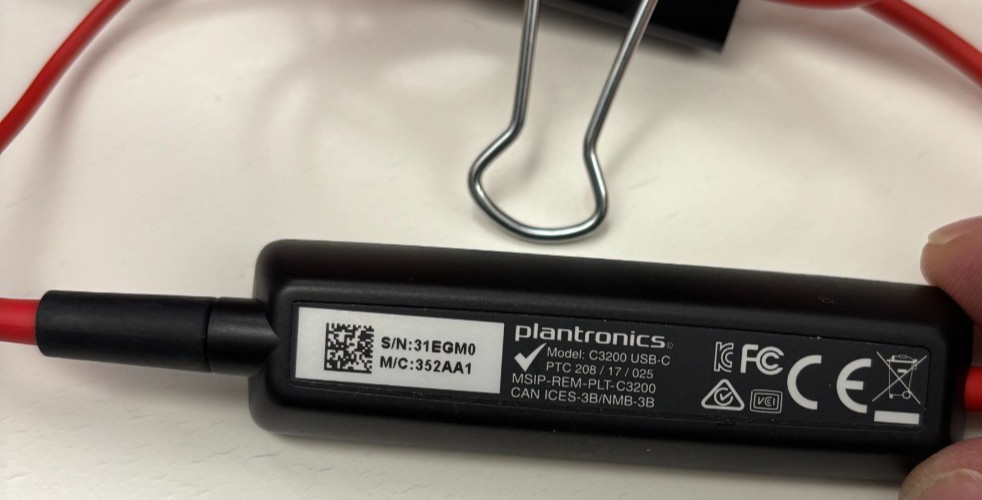 S/N:31EGM0
M/C:352AA1
plantronics®
Model: C3200 USB-C
PTC 208 / 17 / 025
MSIP-REM-PLT-C3200
CAN ICES-3B/NMB-3B
FC
CE
VCI